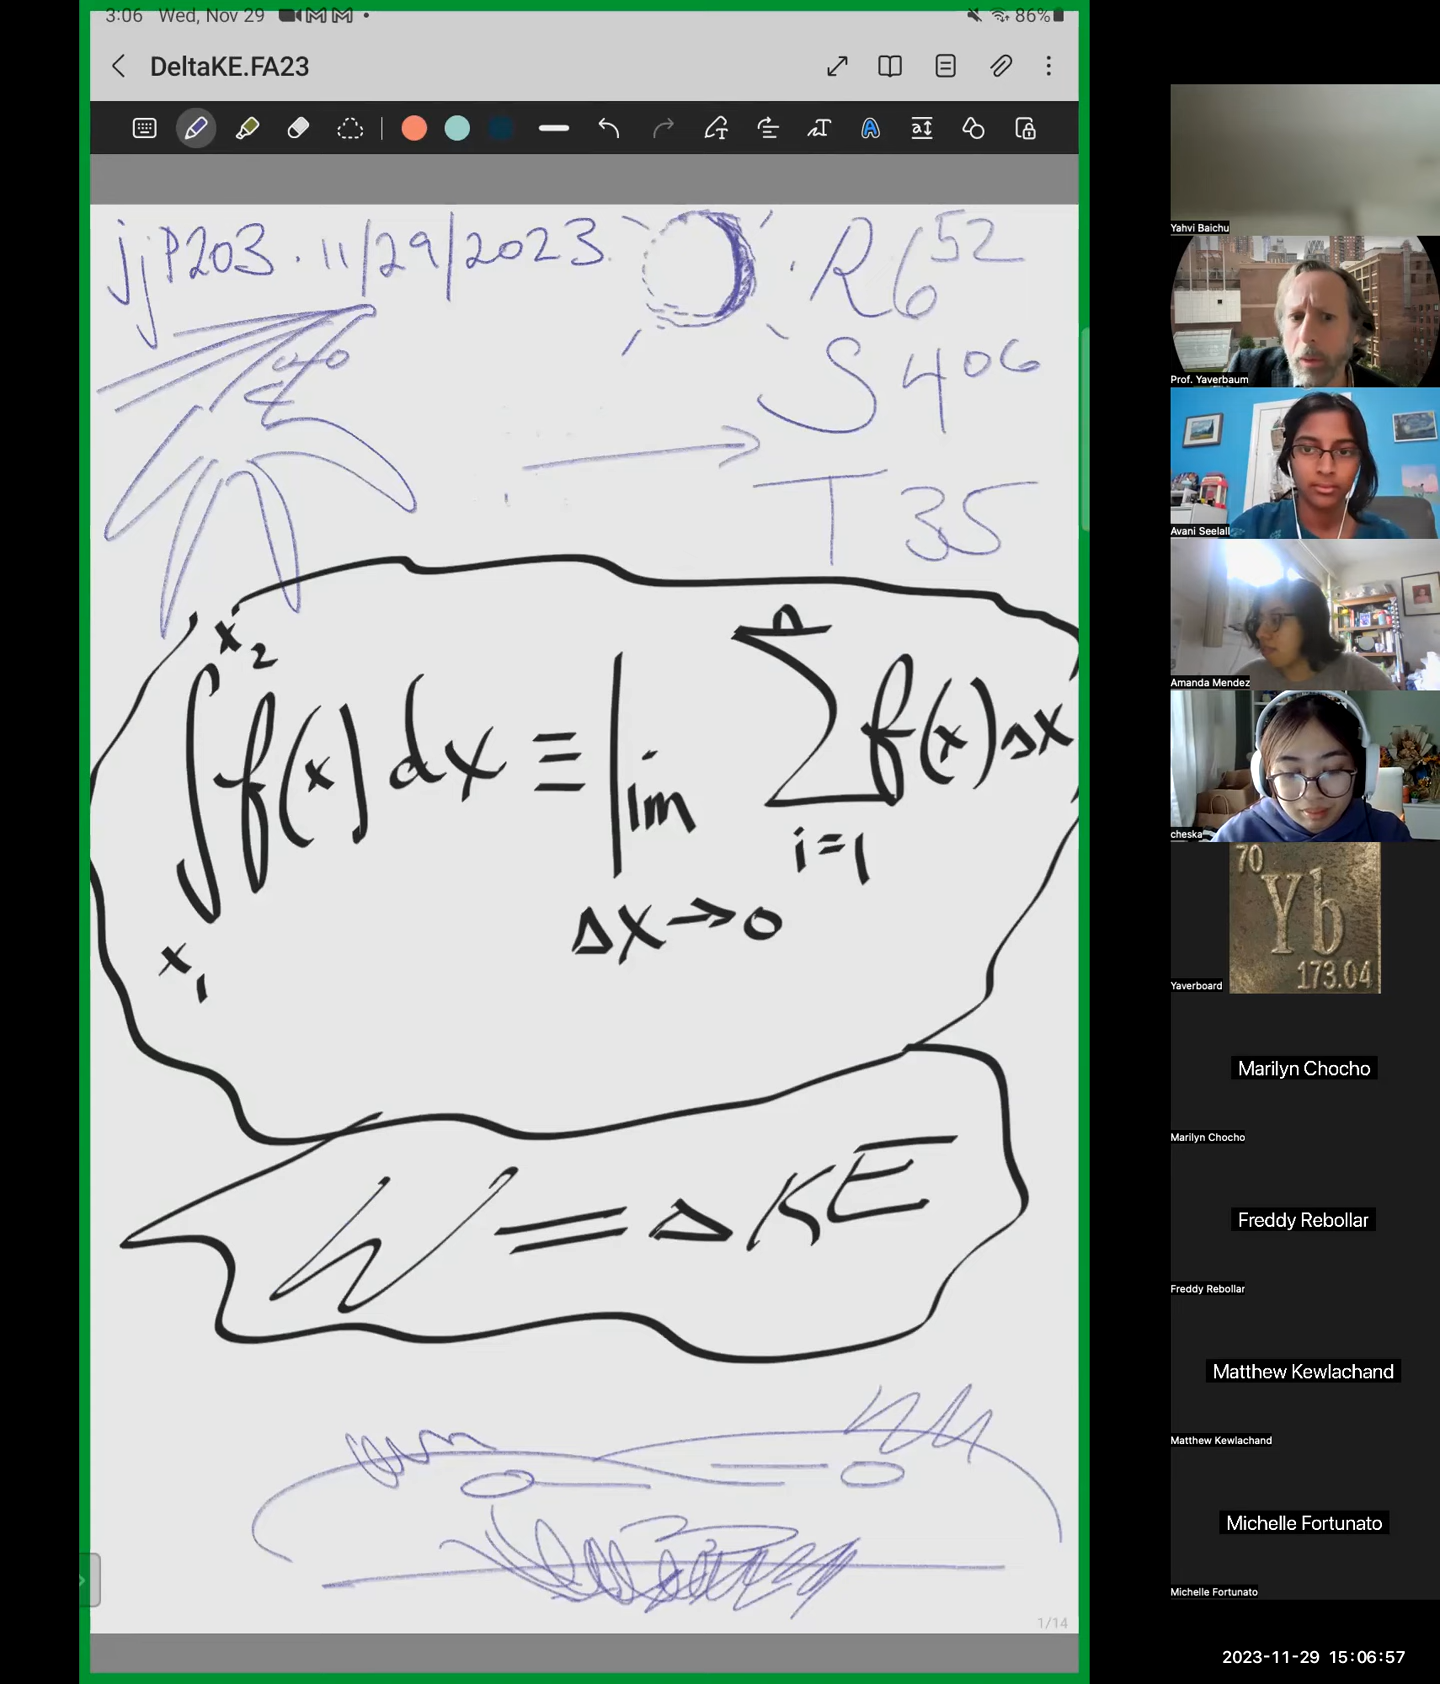 3:06 Wed, Nov 29
86%
DeltaKE.FA23
jjP203 . 11/29/2023 . R6 52
S 406
T 35
∫ x₁ x₂ f(x) dx ≡ lim Δx→0 Σ i=1 n f(x) Δx
W = ΔKE
1/14
Yahvi Baichu
Prof. Yaverbaum
Avani Seelall
Amanda Mendez
cheska
70
Yb
173.04
Yaverboard
Marilyn Chocho
Marilyn Chocho
Freddy Rebollar
Freddy Rebollar
Matthew Kewlachand
Matthew Kewlachand
Michelle Fortunato
Michelle Fortunato
2023-11-29 15:06:57